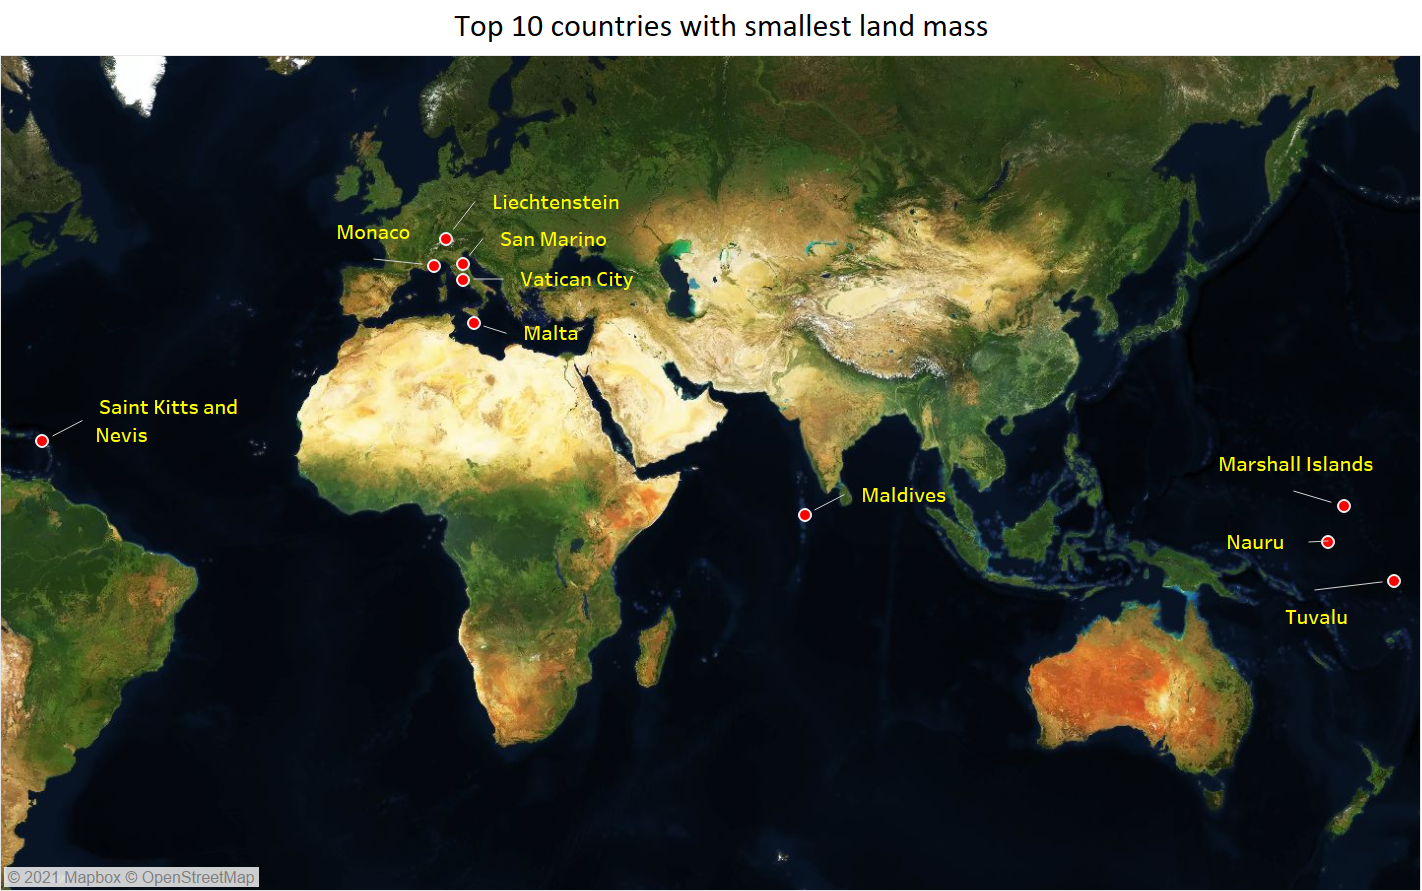 Top 10 countries with smallest land mass
Liechtenstein
Monaco
San Marino
Vatican City
Malta
Saint Kitts and
Nevis
Marshall Islands
Maldives
Nauru
Tuvalu
© 2021 Mapbox © OpenStreetMap